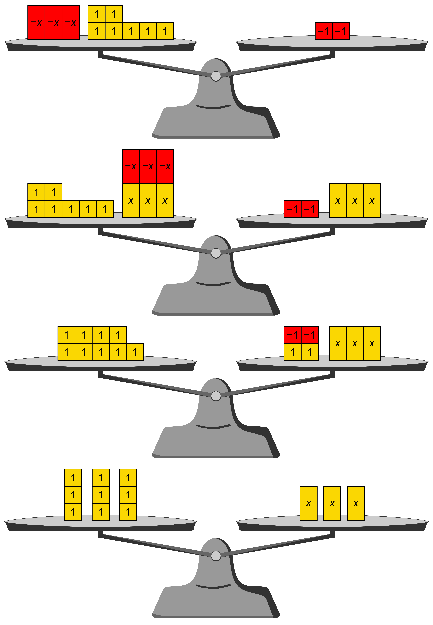 1 1 −1 −1
−x −x −x 1 1 1 1 1
−x −x −x
1 1 x x x
1 1 1 1 1 x x x −1 −1
1 1 1 1 −1 −1 x x x
1 1 1 1 1 1 1
1 1 1
1 1 1 x x x
1 1 1